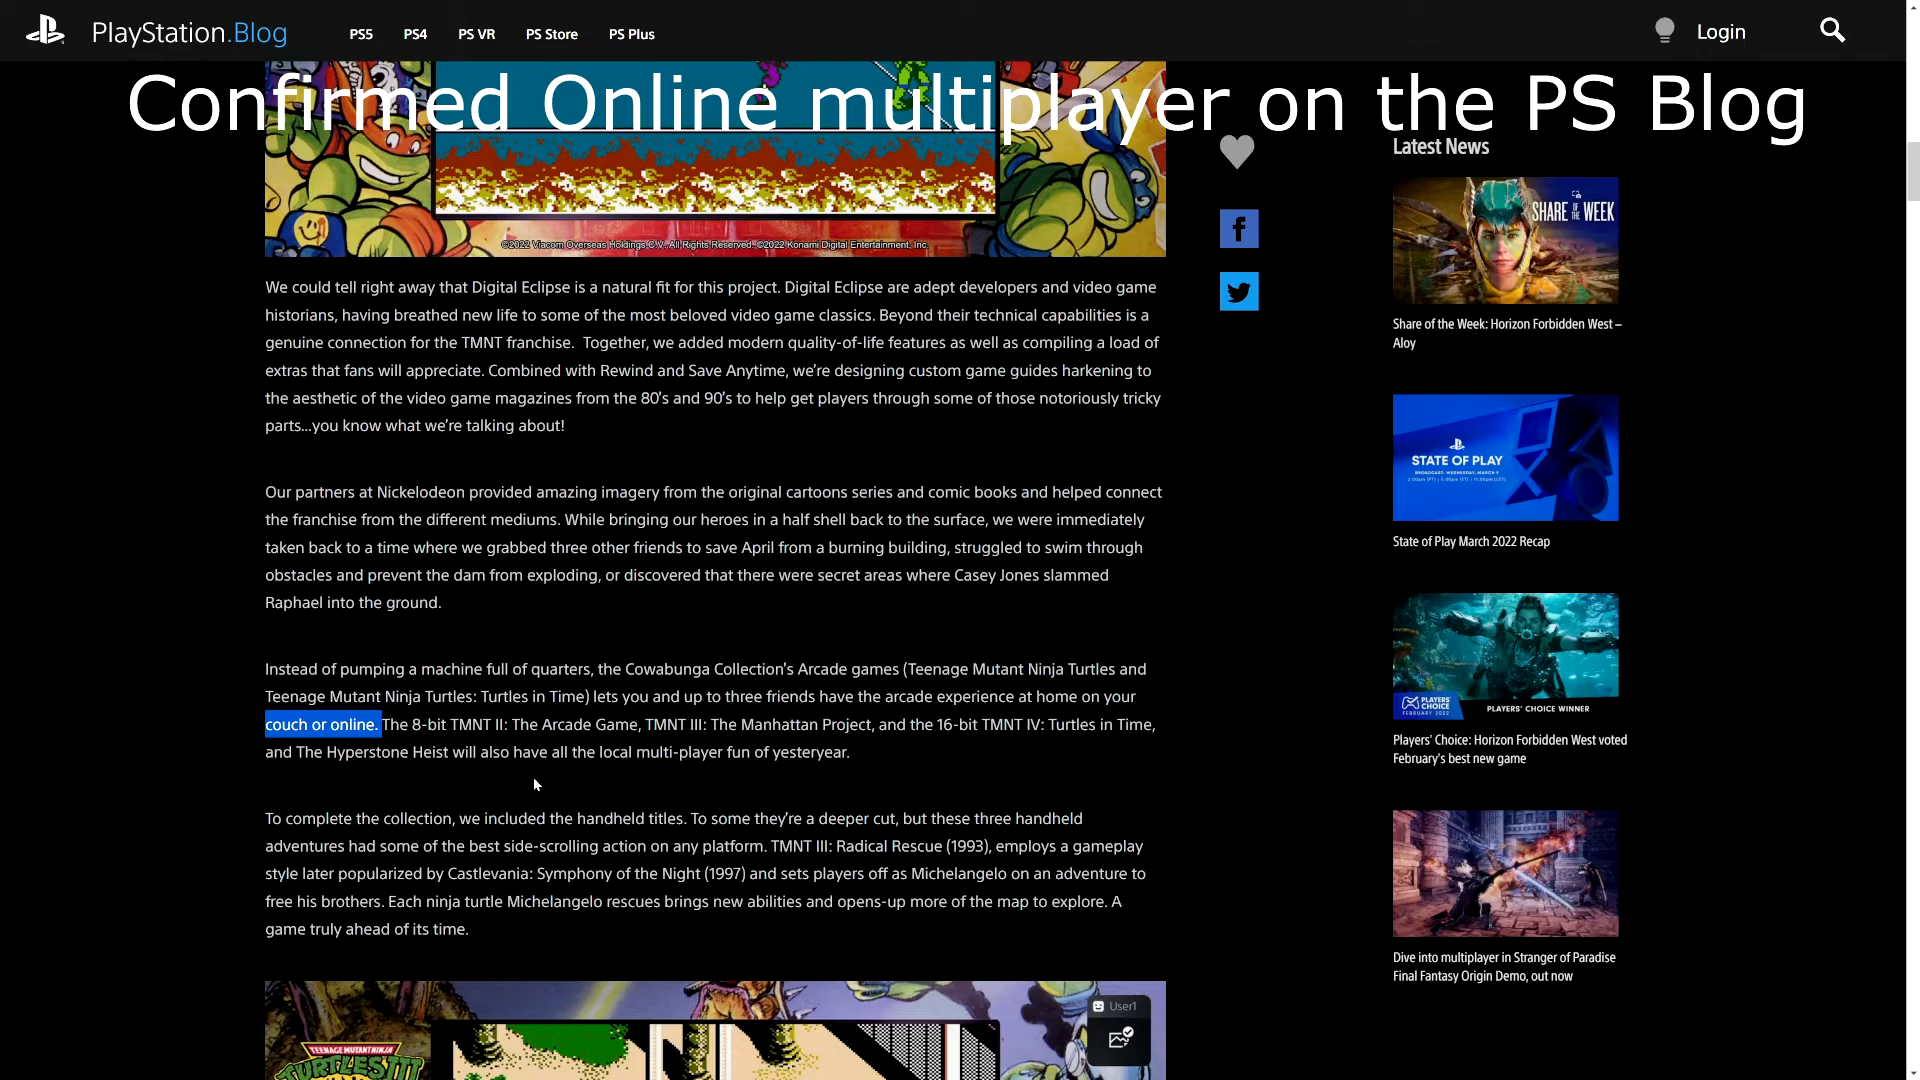 PlayStation.Blog
PS5
PS4
PS VR
PS Store
PS Plus
Login
Confirmed Online multiplayer on the PS Blog
©2022 Viacom Overseas Holdings C.V. All Rights Reserved. ©2022 Konami Digital Entertainment, Inc.
We could tell right away that Digital Eclipse is a natural fit for this project. Digital Eclipse are adept developers and video game
historians, having breathed new life to some of the most beloved video game classics. Beyond their technical capabilities is a
genuine connection for the TMNT franchise.  Together, we added modern quality-of-life features as well as compiling a load of
extras that fans will appreciate. Combined with Rewind and Save Anytime, we’re designing custom game guides harkening to
the aesthetic of the video game magazines from the 80’s and 90’s to help get players through some of those notoriously tricky
parts…you know what we’re talking about!
Our partners at Nickelodeon provided amazing imagery from the original cartoons series and comic books and helped connect
the franchise from the different mediums. While bringing our heroes in a half shell back to the surface, we were immediately
taken back to a time where we grabbed three other friends to save April from a burning building, struggled to swim through
obstacles and prevent the dam from exploding, or discovered that there were secret areas where Casey Jones slammed
Raphael into the ground.
Instead of pumping a machine full of quarters, the Cowabunga Collection’s Arcade games (Teenage Mutant Ninja Turtles and
Teenage Mutant Ninja Turtles: Turtles in Time) lets you and up to three friends have the arcade experience at home on your
couch or online. The 8-bit TMNT II: The Arcade Game, TMNT III: The Manhattan Project, and the 16-bit TMNT IV: Turtles in Time,
and The Hyperstone Heist will also have all the local multi-player fun of yesteryear.
To complete the collection, we included the handheld titles. To some they’re a deeper cut, but these three handheld
adventures had some of the best side-scrolling action on any platform. TMNT III: Radical Rescue (1993), employs a gameplay
style later popularized by Castlevania: Symphony of the Night (1997) and sets players off as Michelangelo on an adventure to
free his brothers. Each ninja turtle Michelangelo rescues brings new abilities and opens-up more of the map to explore. A
game truly ahead of its time.
TEENAGE MUTANT NINJA
TURTLES III
User1
Latest News
SHARE OF THE WEEK
Share of the Week: Horizon Forbidden West –
Aloy
STATE OF PLAY
BROADCAST: WEDNESDAY, MARCH 9
2:00pm (PT) | 5:00pm (ET) | 11:00pm (CET)
State of Play March 2022 Recap
PLAYERS' CHOICE
FEBRUARY 2022
PLAYERS' CHOICE WINNER
Players’ Choice: Horizon Forbidden West voted
February’s best new game
Dive into multiplayer in Stranger of Paradise
Final Fantasy Origin Demo, out now